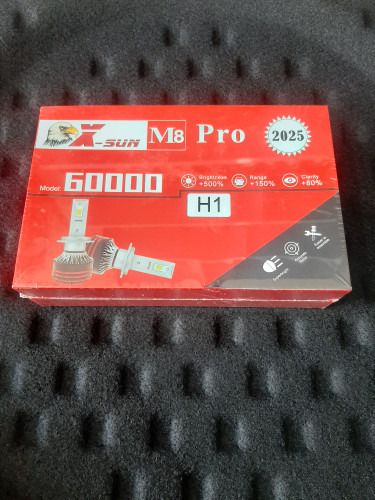 X-SUN M8 Pro 2025
Model: 60000
Brightness +500%
Range +150%
Clarity +80%
H1